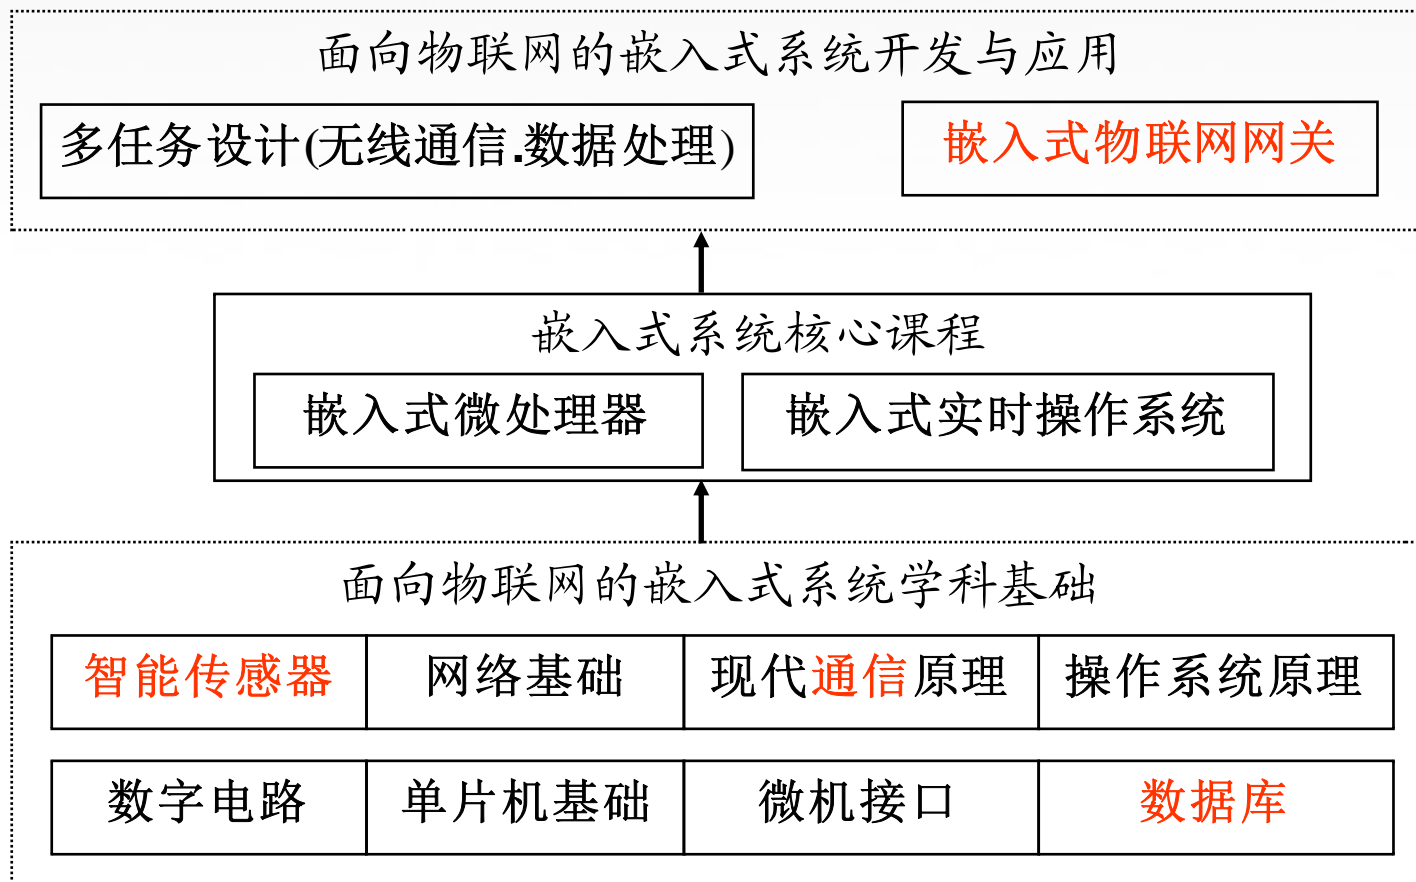 面向物联网的嵌入式系统开发与应用
多任务设计(无线通信.数据处理)
嵌入式物联网网关
嵌入式系统核心课程
嵌入式微处理器
嵌入式实时操作系统
面向物联网的嵌入式系统学科基础
智能传感器
网络基础
现代通信原理
操作系统原理
数字电路
单片机基础
微机接口
数据库